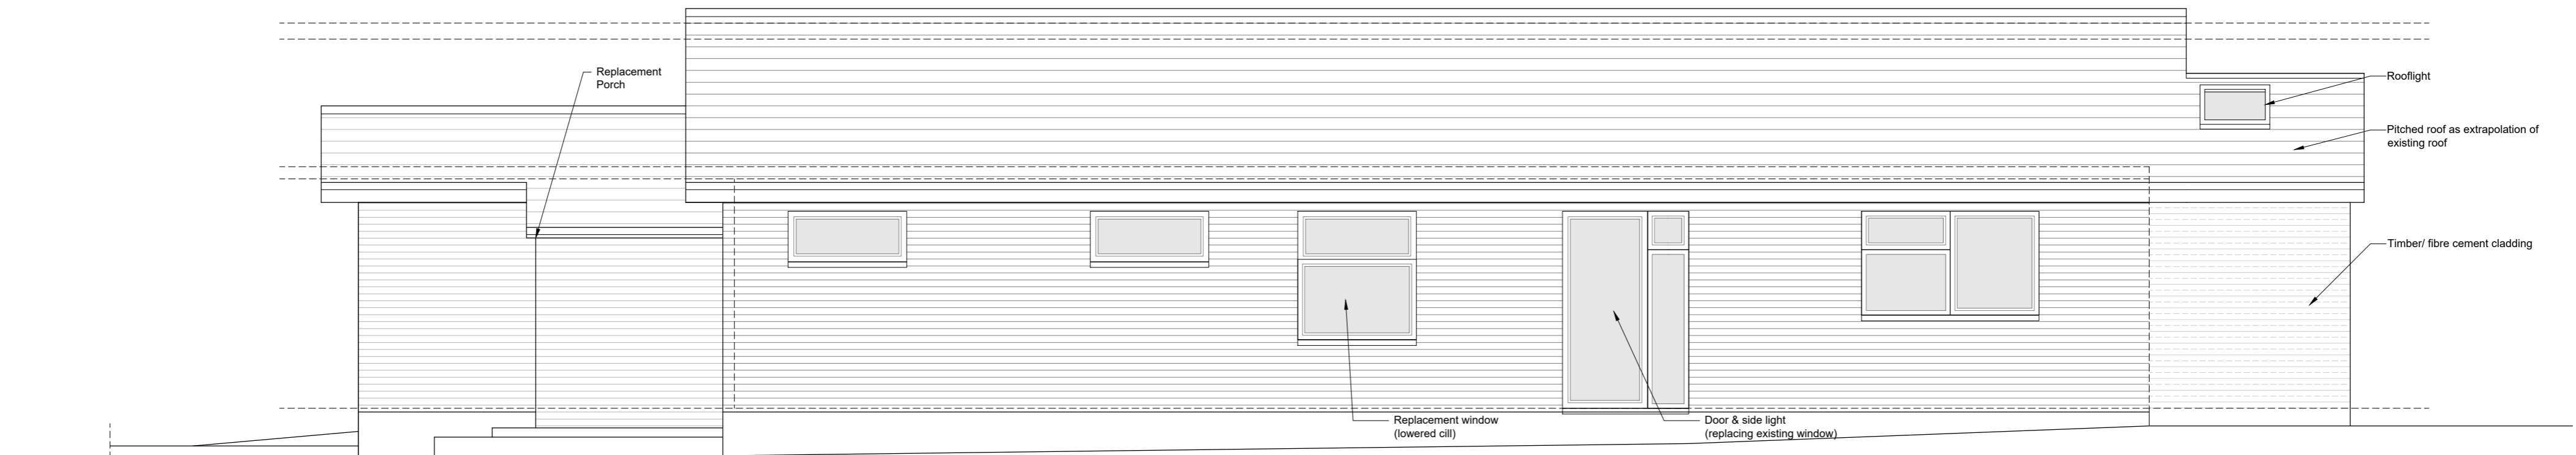 Replacement
Porch
Rooflight
Pitched roof as extrapolation of
existing roof
Timber/ fibre cement cladding
Replacement window
(lowered cill)
Door & side light
(replacing existing window)